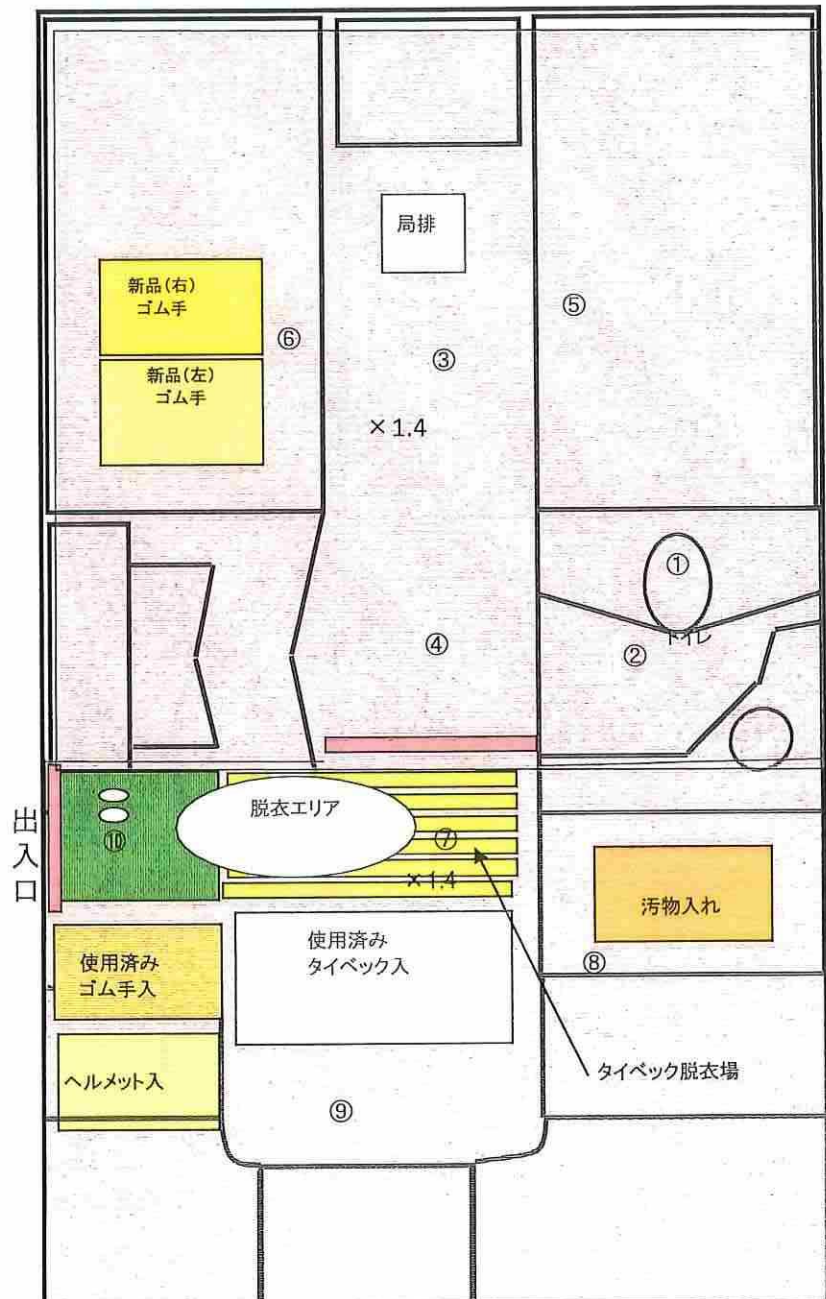 局排
新品(右)
ゴム手
⑤
⑥
③
新品(左)
ゴム手
×1.4
①
④
②
トイレ
出入口
脱衣エリア
⑩
⑦
×1.4
汚物入れ
使用済み
タイベック入
使用済み
ゴム手入
⑧
ヘルメット入
タイベック脱衣場
⑨